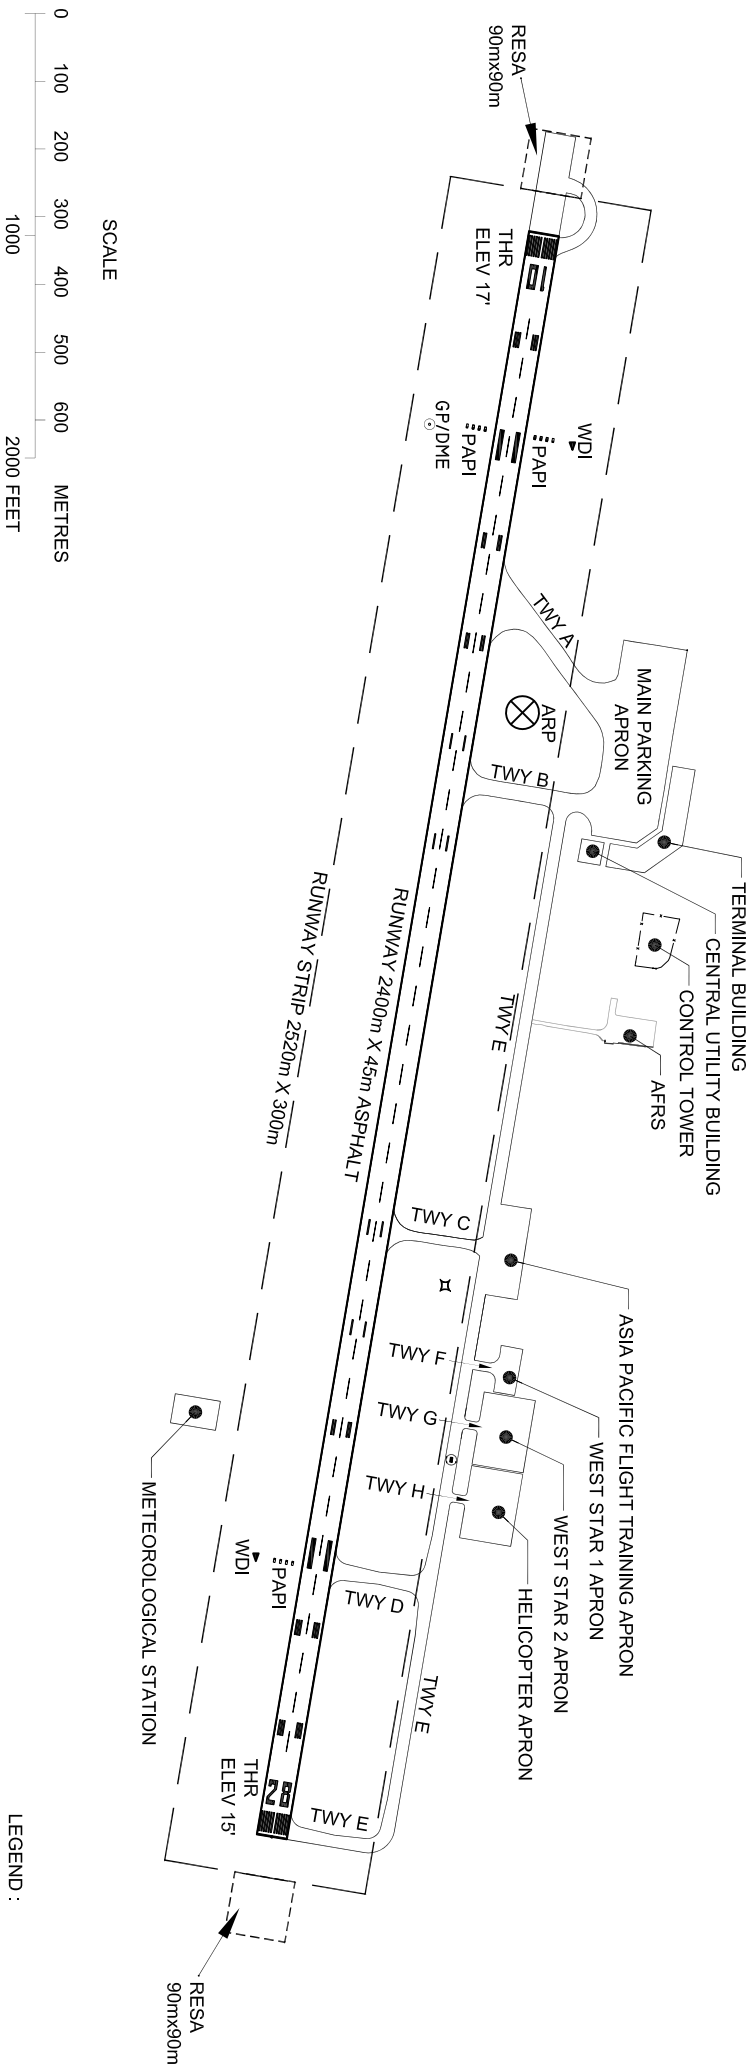 TERMINAL BUILDING
CENTRAL UTILITY BUILDING
CONTROL TOWER
AFRS
ASIA PACIFIC FLIGHT TRAINING APRON
WEST STAR 1 APRON
WEST STAR 2 APRON
HELICOPTER APRON
MAIN PARKING
APRON
RESA
90mx90m
WDI
PAPI
TWY A
ARP
TWY B
TWY E
TWY C
TWY F
TWY G
TWY H
TWY D
TWY E
TWY E
10
THR
ELEV 17'
PAPI
GP/DME
RUNWAY 2400m X 45m ASPHALT
RUNWAY STRIP 2520m X 300m
28
THR
ELEV 15'
PAPI
WDI
METEOROLOGICAL STATION
RESA
90mx90m
SCALE
0 100 200 300 400 500 600 METRES
1000 2000 FEET
LEGEND :